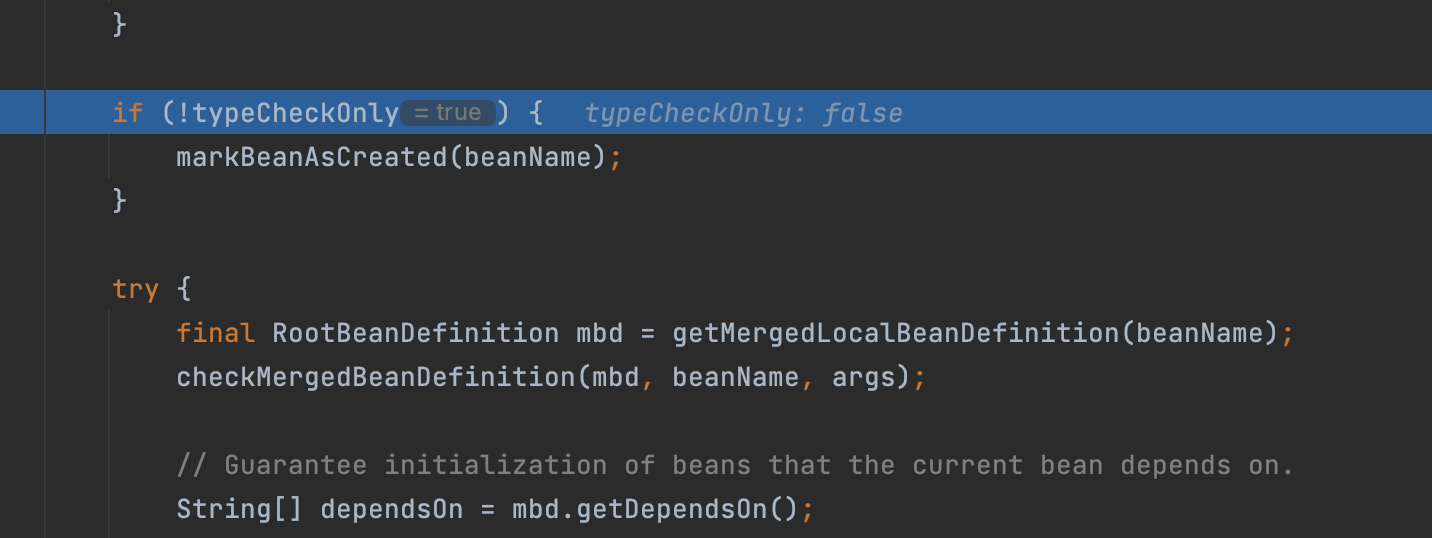 }
if (!typeCheckOnly = true ) { typeCheckOnly: false
markBeanAsCreated(beanName);
}
try {
final RootBeanDefinition mbd = getMergedLocalBeanDefinition(beanName);
checkMergedBeanDefinition(mbd, beanName, args);
// Guarantee initialization of beans that the current bean depends on.
String[] dependsOn = mbd.getDependsOn();